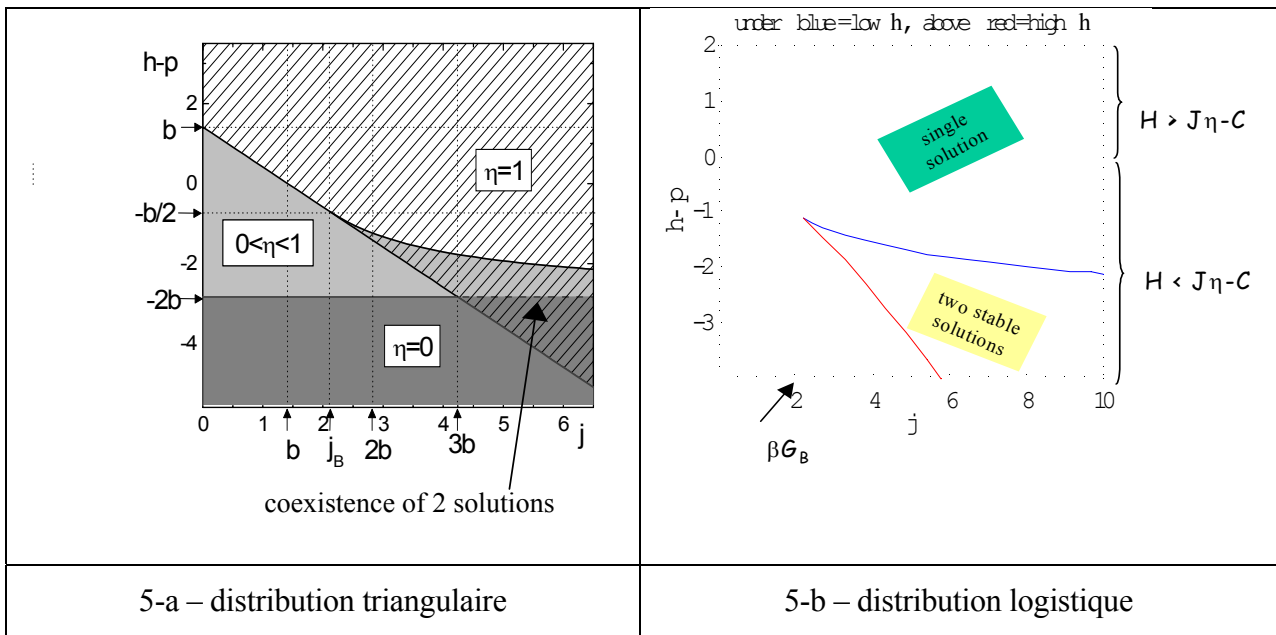 h-p
2
b
0
-b/2
-2
-2b
-4
η=1
0<η<1
η=0
0 1 2 3 4 5 6 j
b j_B 2b 3b
coexistence of 2 solutions
5-a – distribution triangulaire
under blue=low h, above red=high h
2
1
0
-1
-2
-3
h-p
single
solution
two stable
solutions
H > Jη-C
H < Jη-C
2 4 6 8 10
j
βG_B
5-b – distribution logistique